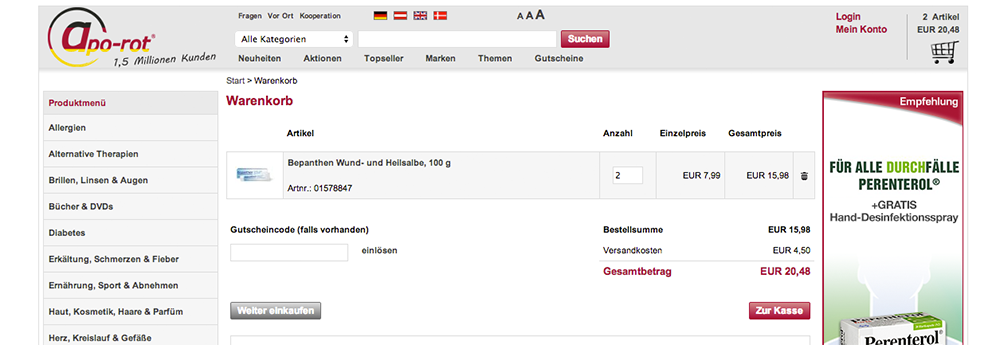 Fragen Vor Ort Kooperation
A A A
Login
Mein Konto
2 Artikel
EUR 20,48
apo-rot®
1,5 Millionen Kunden
Alle Kategorien
Suchen
Neuheiten Aktionen Topseller Marken Themen Gutscheine
Start > Warenkorb
Warenkorb
Produktmenü
Allergien
Alternative Therapien
Brillen, Linsen & Augen
Bücher & DVDs
Diabetes
Erkältung, Schmerzen & Fieber
Ernährung, Sport & Abnehmen
Haut, Kosmetik, Haare & Parfüm
Herz, Kreislauf & Gefäße
Artikel Anzahl Einzelpreis Gesamtpreis
Bepanthen Wund- und Heilsalbe, 100 g
Artnr.: 01578847
2 EUR 7,99 EUR 15,98
Gutscheincode (falls vorhanden)
einlösen
Bestellsumme EUR 15,98
Versandkosten EUR 4,50
Gesamtbetrag EUR 20,48
Weiter einkaufen
Zur Kasse
Empfehlung
FÜR ALLE DURCHFÄLLE
PERENTEROL®
+GRATIS
Hand-Desinfektionsspray
Perenterol